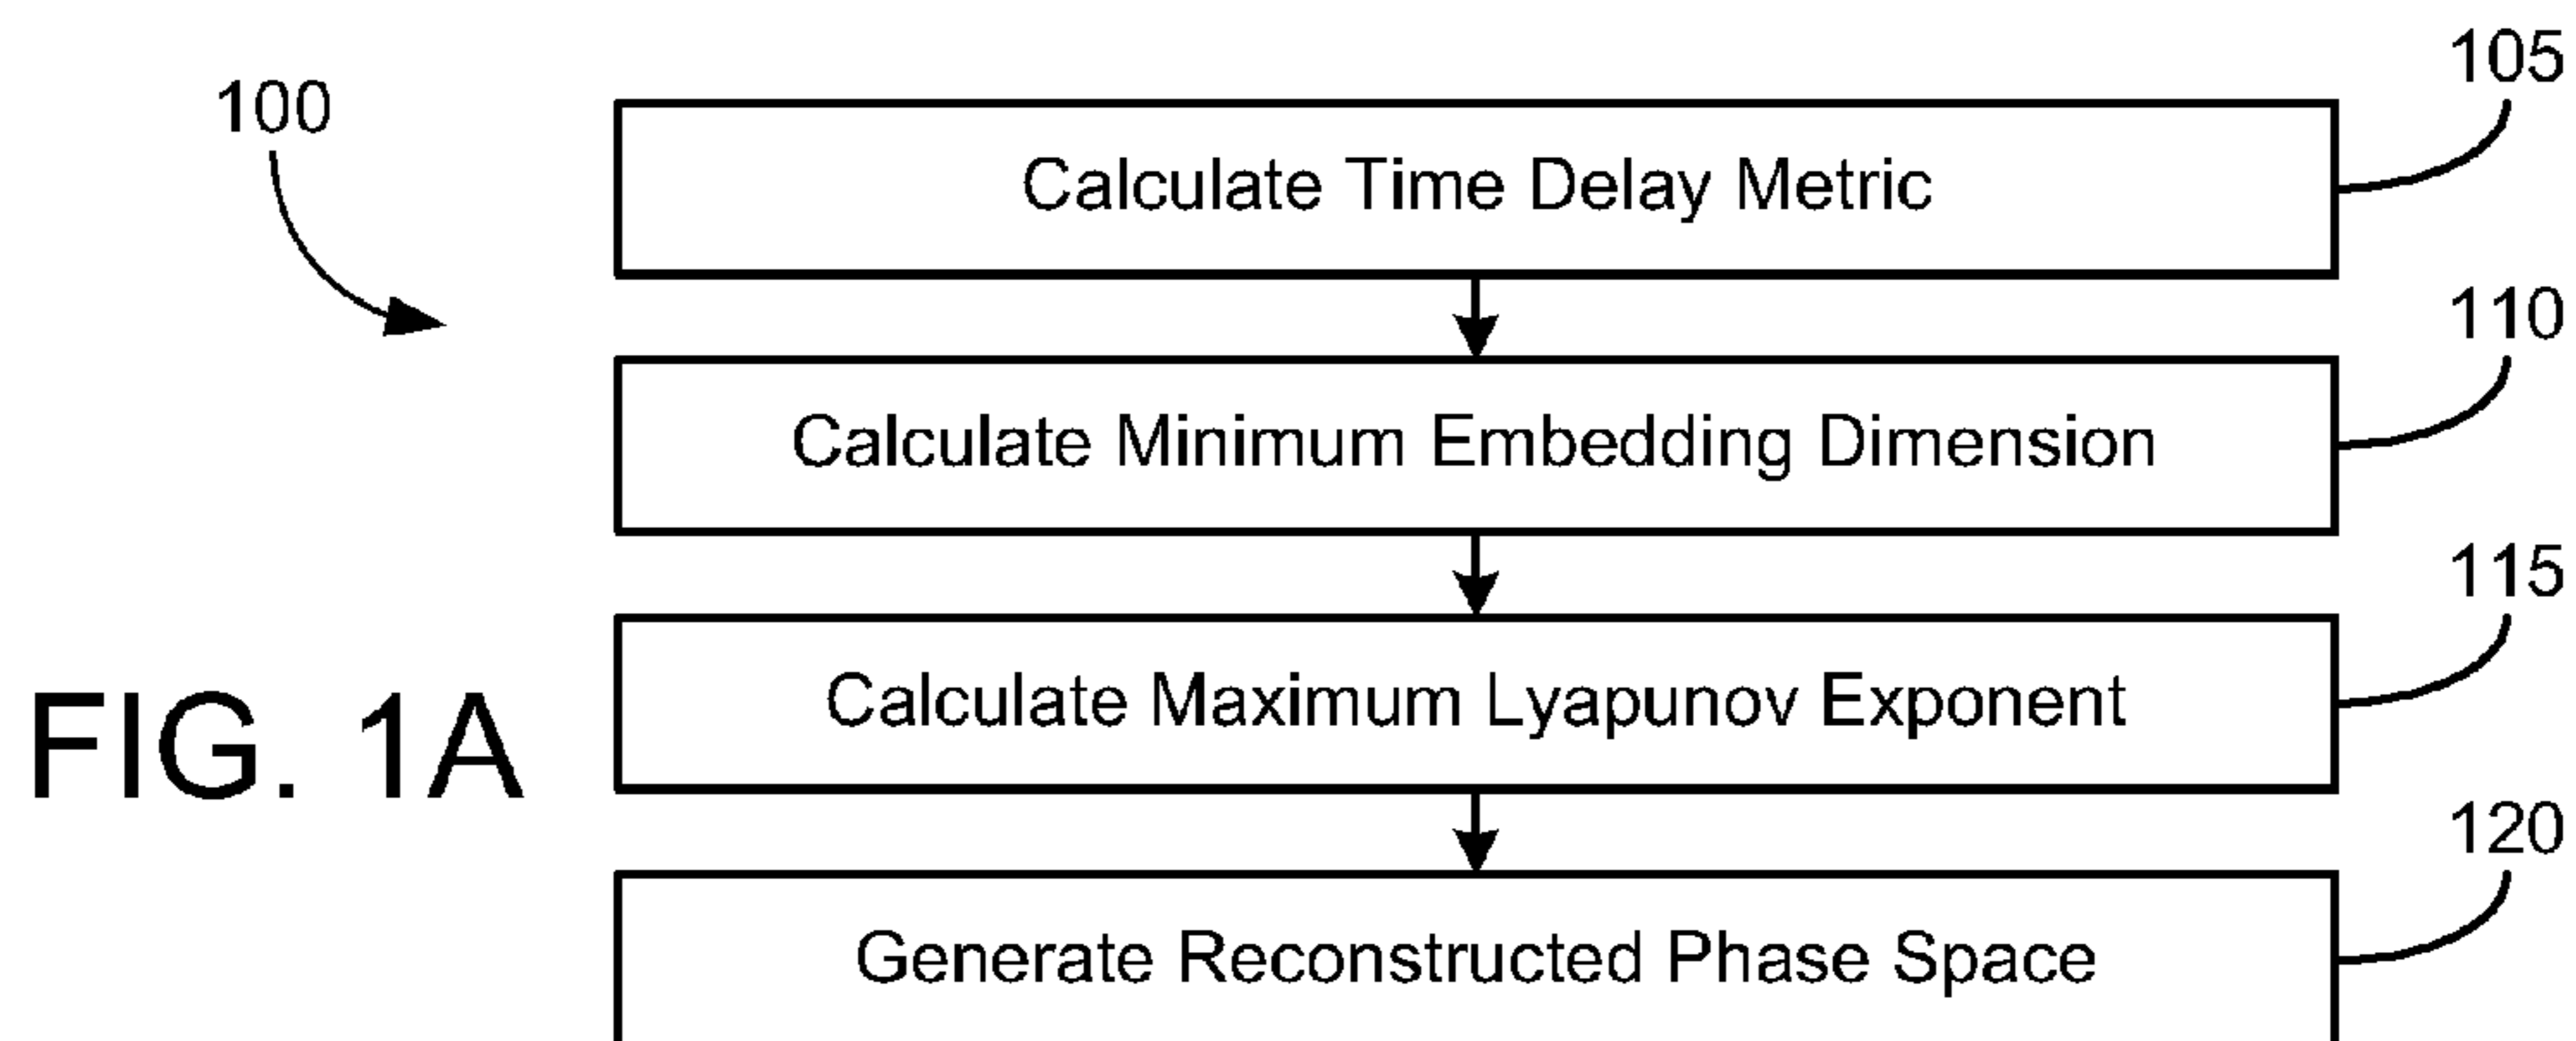 105
100
Calculate Time Delay Metric
110
Calculate Minimum Embedding Dimension
115
Calculate Maximum Lyapunov Exponent
FIG. 1A
120
Generate Reconstructed Phase Space